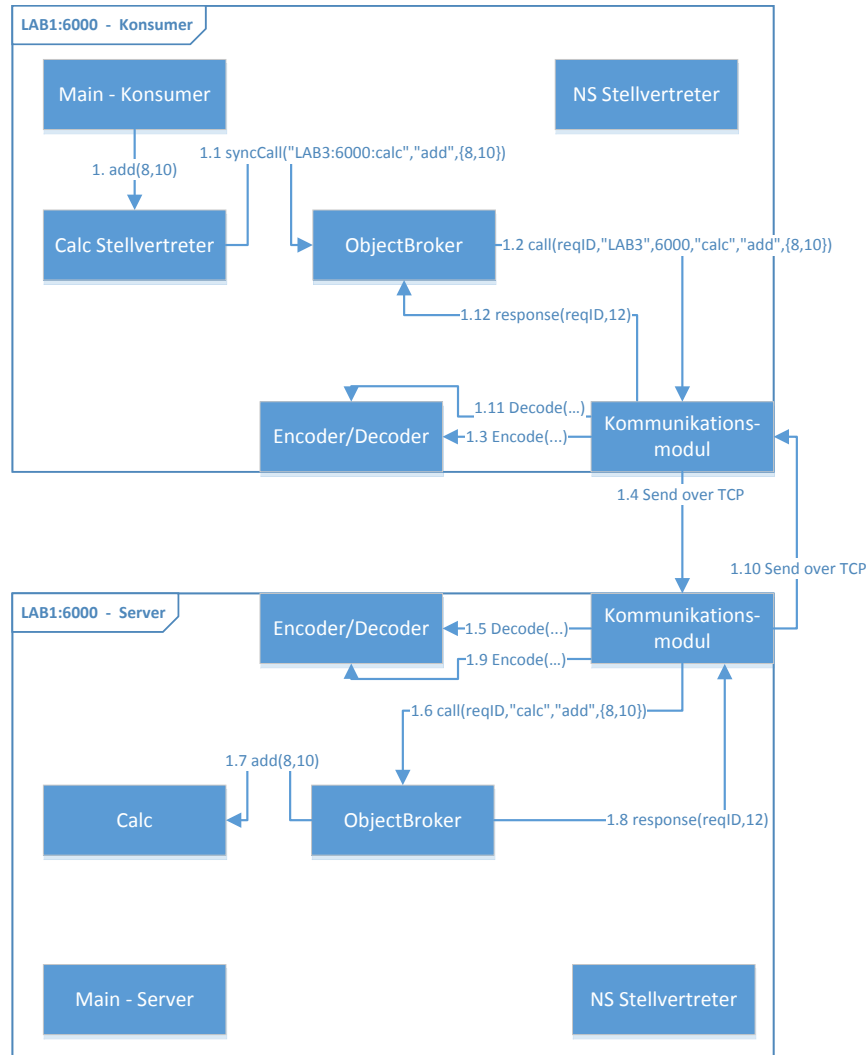 LAB1:6000 - Konsumer
Main - Konsumer
NS Stellvertreter
1. add(8,10)
1.1 syncCall("LAB3:6000:calc","add",{8,10})
Calc Stellvertreter
ObjectBroker
1.2 call(reqID,"LAB3",6000,"calc","add",{8,10})
1.12 response(reqID,12)
1.11 Decode(...)
Encoder/Decoder
1.3 Encode(...)
Kommunikations-
modul
1.4 Send over TCP
1.10 Send over TCP
LAB1:6000 - Server
Encoder/Decoder
1.5 Decode(...)
1.9 Encode(...)
Kommunikations-
modul
1.6 call(reqID,"calc","add",{8,10})
1.7 add(8,10)
Calc
ObjectBroker
1.8 response(reqID,12)
Main - Server
NS Stellvertreter